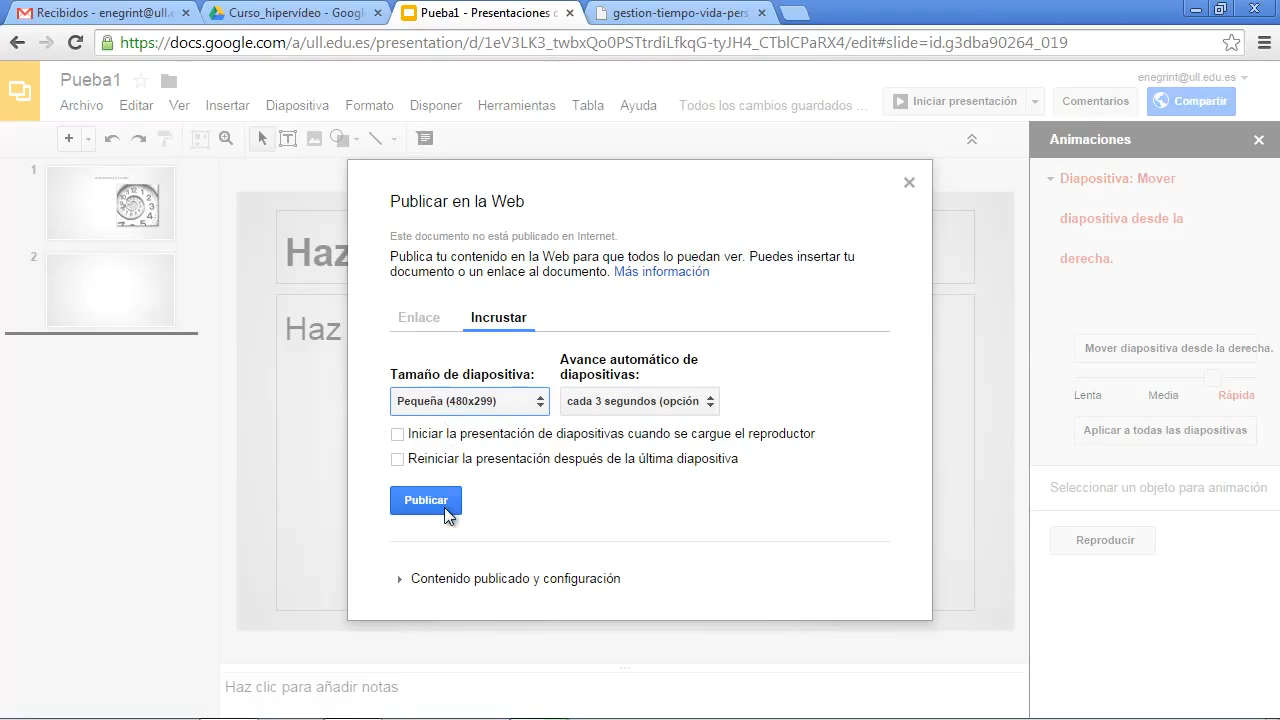 Recibidos - enegrint@ull.e
Curso_hipervídeo - Googl
Pueba1 - Presentaciones d
gestion-tiempo-vida-pers
https://docs.google.com/a/ull.edu.es/presentation/d/1eV3LK3_twbxQo0PSTtrdiLfkqG-tyJH4_CTblCPaRX4/edit#slide=id.g3dba90264_019
Pueba1
enegrint@ull.edu.es
Archivo Editar Ver Insertar Diapositiva Formato Disponer Herramientas Tabla Ayuda Todos los cambios guardados ...
Iniciar presentación
Comentarios
Compartir
Animaciones
1
2
Haz
Haz
Publicar en la Web
Este documento no está publicado en Internet.
Publica tu contenido en la Web para que todos lo puedan ver. Puedes insertar tu
documento o un enlace al documento. Más información
Enlace Incrustar
Tamaño de diapositiva:
Avance automático de
diapositivas:
Pequeña (480x299)
cada 3 segundos (opción
Iniciar la presentación de diapositivas cuando se cargue el reproductor
Reiniciar la presentación después de la última diapositiva
Publicar
Contenido publicado y configuración
Diapositiva: Mover
diapositiva desde la
derecha.
Mover diapositiva desde la derecha.
Lenta Media Rápida
Aplicar a todas las diapositivas
Seleccionar un objeto para animación
Reproducir
Haz clic para añadir notas